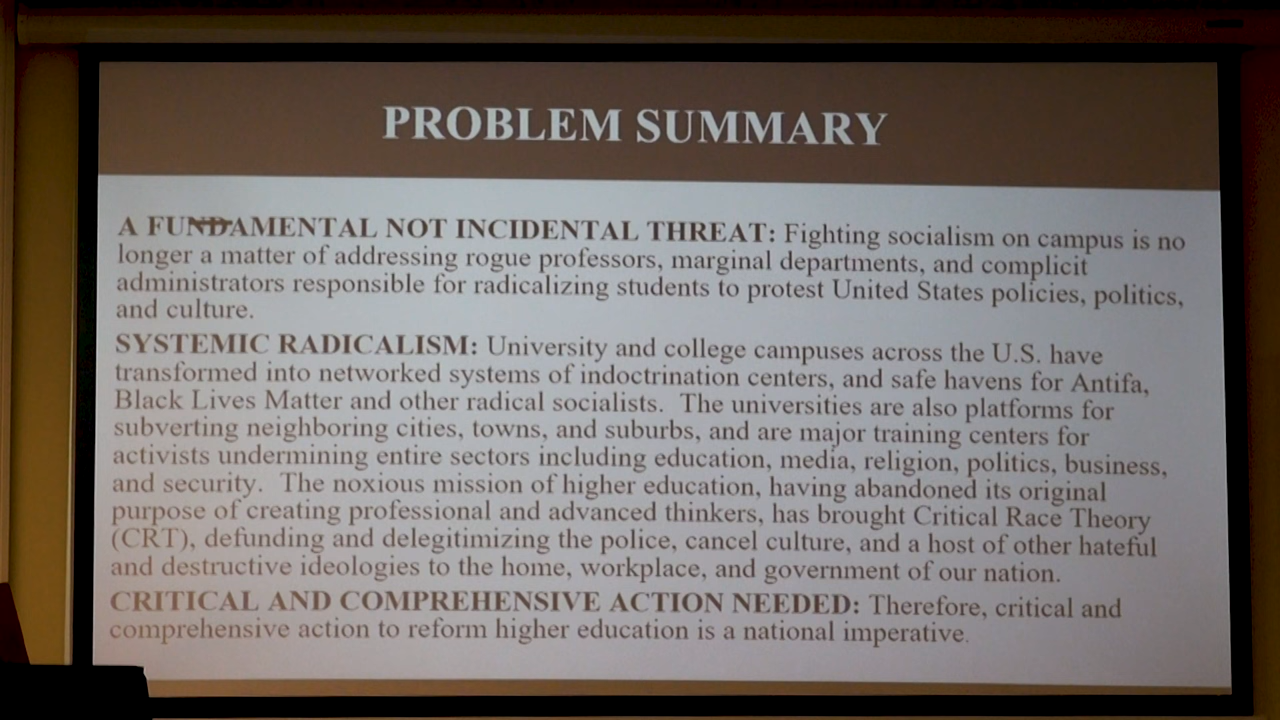 PROBLEM SUMMARY
A FUNDAMENTAL NOT INCIDENTAL THREAT: Fighting socialism on campus is no
longer a matter of addressing rogue professors, marginal departments, and complicit
administrators responsible for radicalizing students to protest United States policies, politics,
and culture.
SYSTEMIC RADICALISM: University and college campuses across the U.S. have
transformed into networked systems of indoctrination centers, and safe havens for Antifa,
Black Lives Matter and other radical socialists. The universities are also platforms for
subverting neighboring cities, towns, and suburbs, and are major training centers for
activists undermining entire sectors including education, media, religion, politics, business,
and security. The noxious mission of higher education, having abandoned its original
purpose of creating professional and advanced thinkers, has brought Critical Race Theory
(CRT), defunding and delegitimizing the police, cancel culture, and a host of other hateful
and destructive ideologies to the home, workplace, and government of our nation.
CRITICAL AND COMPREHENSIVE ACTION NEEDED: Therefore, critical and
comprehensive action to reform higher education is a national imperative.